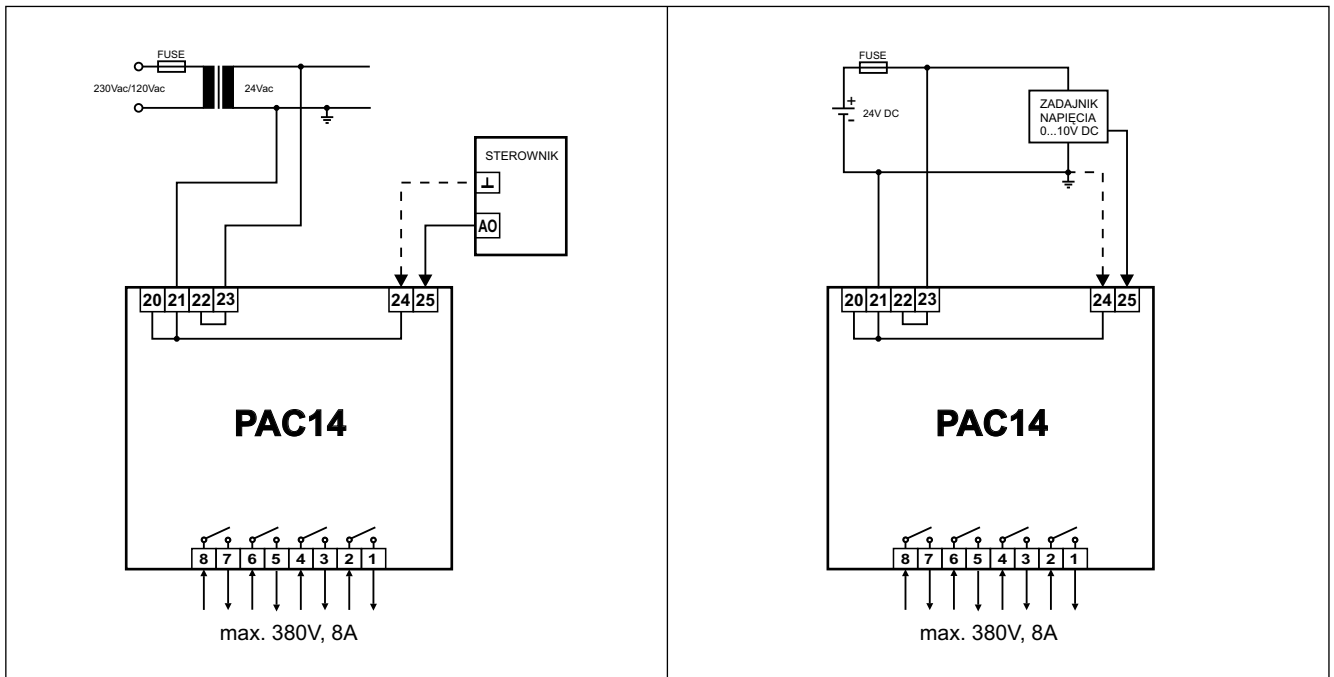 FUSE
230Vac/120Vac
24Vac
STEROWNIK
⊥
AO
20 21 22 23 24 25
PAC14
8 7 6 5 4 3 2 1
max. 380V, 8A
FUSE
+
24V DC
-
ZADAJNIK
NAPIĘCIA
0...10V DC
20 21 22 23 24 25
PAC14
8 7 6 5 4 3 2 1
max. 380V, 8A